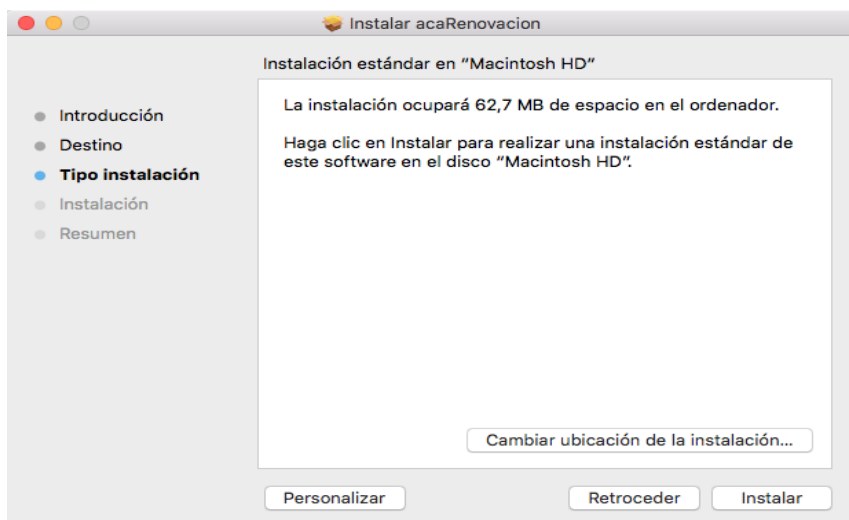 Instalar acaRenovacion
Instalación estándar en “Macintosh HD”
Introducción
Destino
Tipo instalación
Instalación
Resumen
La instalación ocupará 62,7 MB de espacio en el ordenador.
Haga clic en Instalar para realizar una instalación estándar de
este software en el disco “Macintosh HD”.
Cambiar ubicación de la instalación...
Personalizar
Retroceder
Instalar